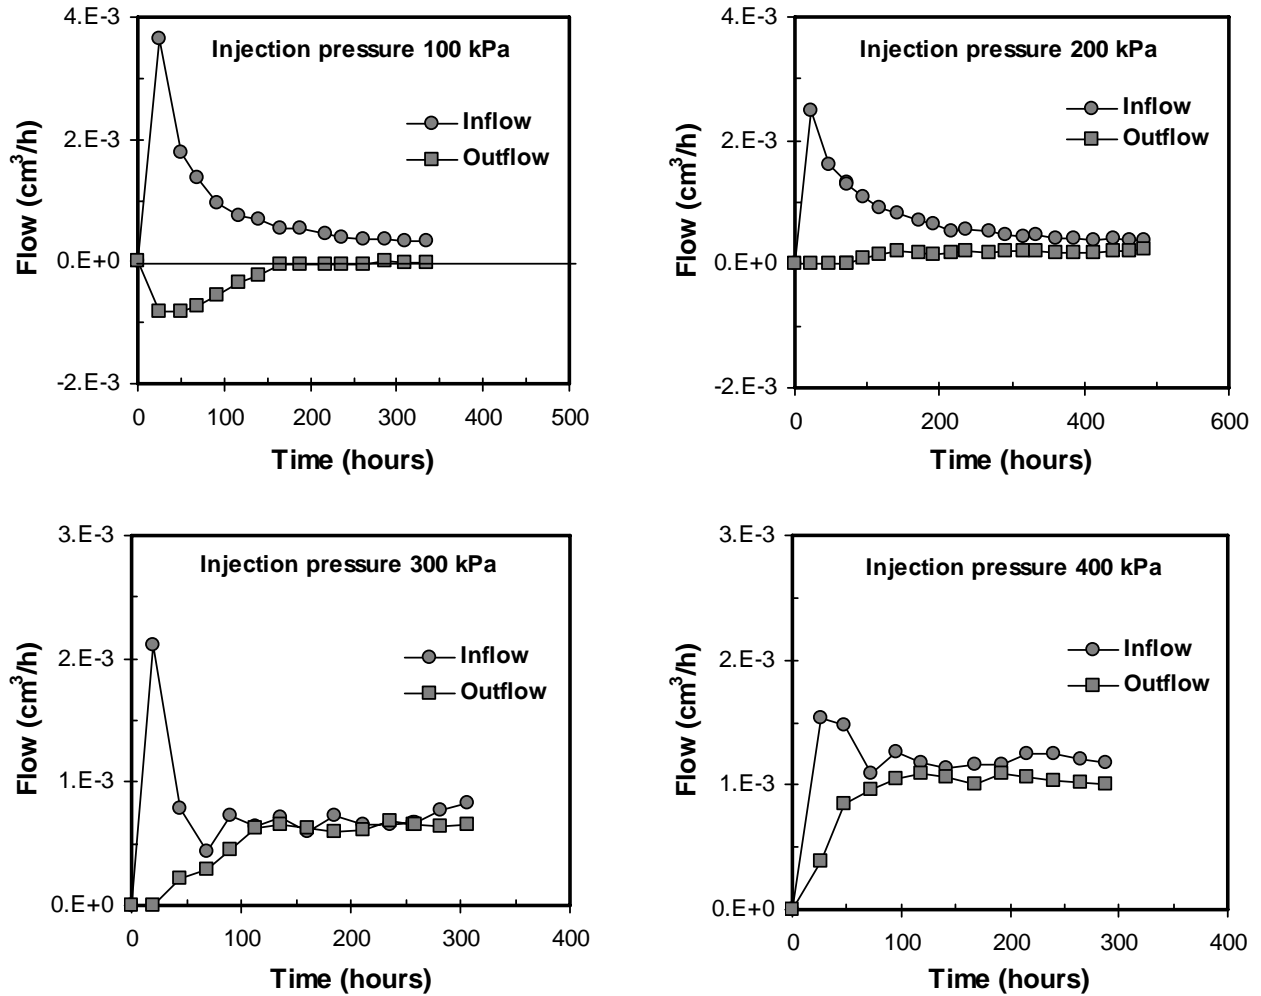 4.E-3
Injection pressure 100 kPa
Inflow
2.E-3
Outflow
Flow (cm³/h)
0.E+0
-2.E-3
0 100 200 300 400 500
Time (hours)
4.E-3
Injection pressure 200 kPa
Inflow
2.E-3
Outflow
Flow (cm³/h)
0.E+0
-2.E-3
0 200 400 600
Time (hours)
3.E-3
Injection pressure 300 kPa
Inflow
2.E-3
Outflow
Flow (cm³/h)
1.E-3
0.E+0
0 100 200 300 400
Time (hours)
3.E-3
Injection pressure 400 kPa
Inflow
2.E-3
Outflow
Flow (cm³/h)
1.E-3
0.E+0
0 100 200 300 400
Time (hours)